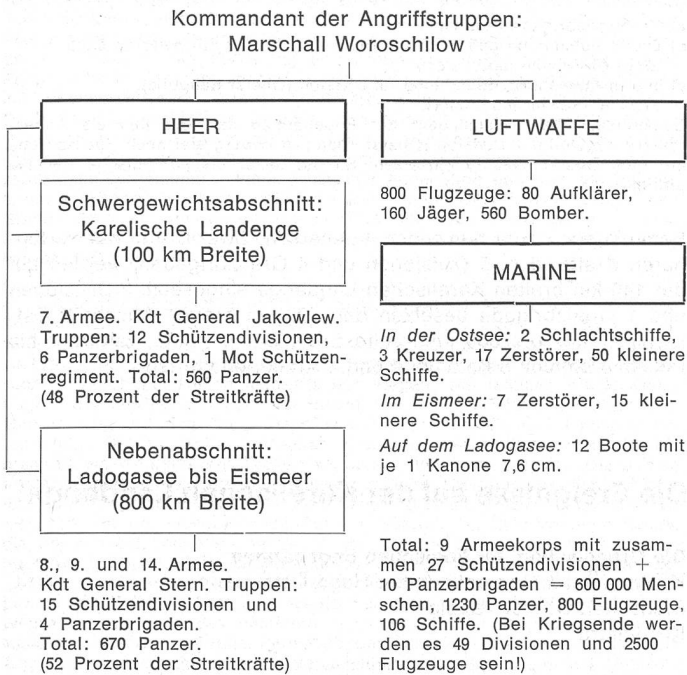 Kommandant der Angriffstruppen:
Marschall Woroschilow
HEER
Schwergewichtsabschnitt:
Karelische Landenge
(100 km Breite)
7. Armee. Kdt General Jakowlew.
Truppen: 12 Schützendivisionen,
6 Panzerbrigaden, 1 Mot Schützen-
regiment. Total: 560 Panzer.
(48 Prozent der Streitkräfte)
Nebenabschnitt:
Ladogasee bis Eismeer
(800 km Breite)
8., 9. und 14. Armee.
Kdt General Stern. Truppen:
15 Schützendivisionen und
4 Panzerbrigaden.
Total: 670 Panzer.
(52 Prozent der Streitkräfte)
LUFTWAFFE
800 Flugzeuge: 80 Aufklärer,
160 Jäger, 560 Bomber.
MARINE
In der Ostsee: 2 Schlachtschiffe,
3 Kreuzer, 17 Zerstörer, 50 kleinere
Schiffe.
Im Eismeer: 7 Zerstörer, 15 klei-
nere Schiffe.
Auf dem Ladogasee: 12 Boote mit
je 1 Kanone 7,6 cm.
Total: 9 Armeekorps mit zusam-
men 27 Schützendivisionen +
10 Panzerbrigaden = 600 000 Men-
schen, 1230 Panzer, 800 Flugzeuge,
106 Schiffe. (Bei Kriegsende wer-
den es 49 Divisionen und 2500
Flugzeuge sein!)